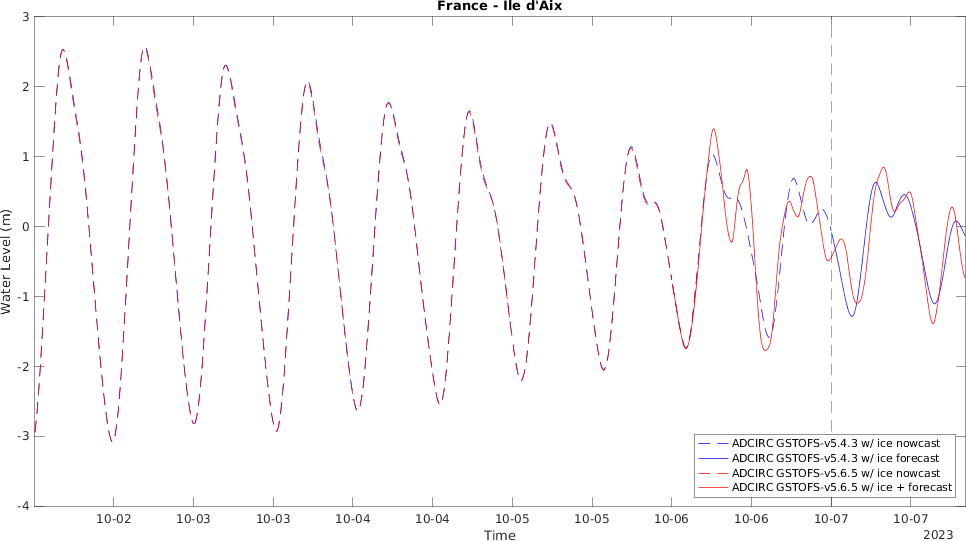 France - Ile d'Aix
3
2
1
0
-1
-2
-3
-4
Water Level (m)
ADCIRC GSTOFS-v5.4.3 w/ ice nowcast
ADCIRC GSTOFS-v5.4.3 w/ ice forecast
ADCIRC GSTOFS-v5.6.5 w/ ice nowcast
ADCIRC GSTOFS-v5.6.5 w/ ice + forecast
10-02 10-03 10-03 10-04 10-04 10-05 10-05 10-06 10-06 10-07 10-07
Time
2023